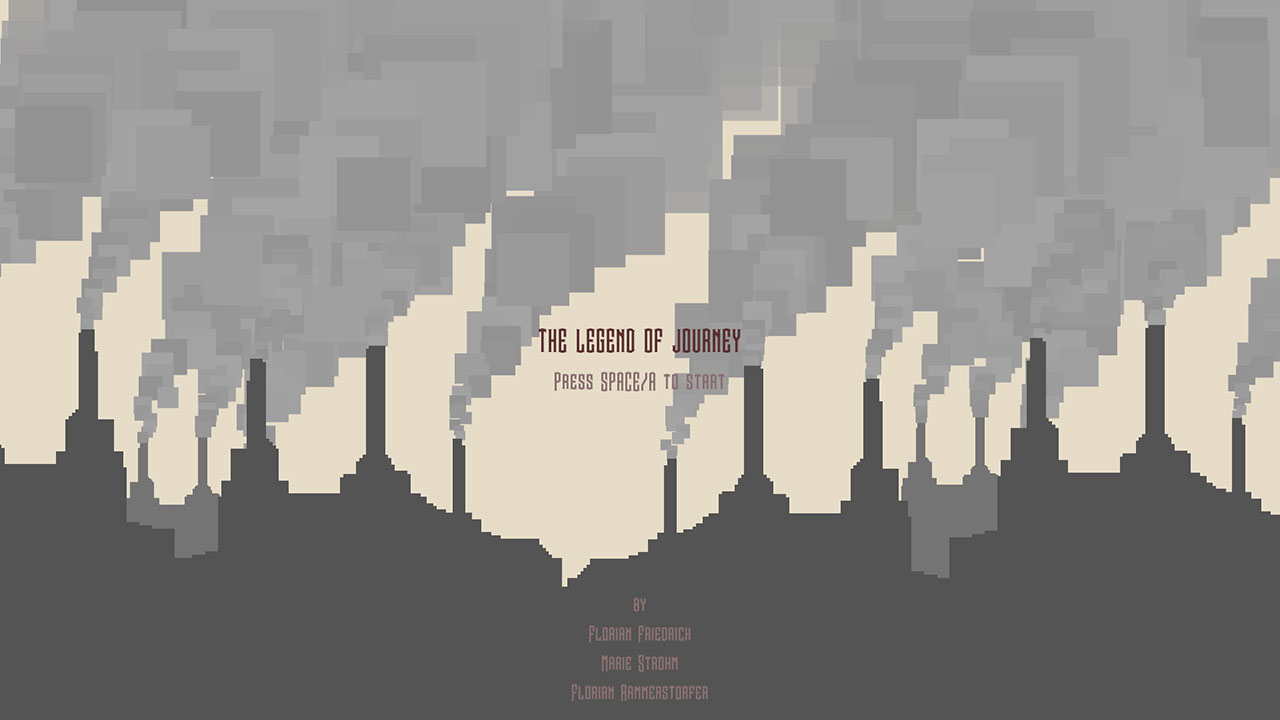 THE LEGEND OF JOURNEY
PRESS SPACE/A TO START
BY
FLORIAN FRIEDRICH
MARIE STROHM
FLORIAN RAMMERSTORFER